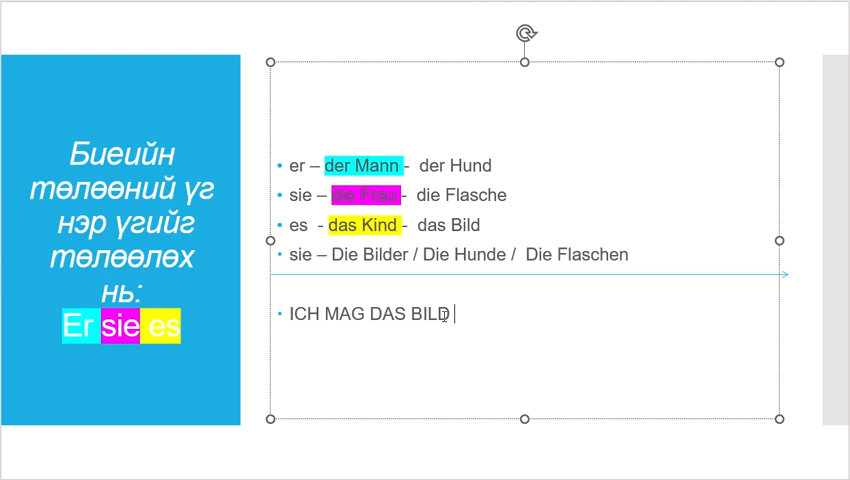 Биеийн
төлөөний үг
нэр үгийг
төлөөлөх
нь:
Er sie es
er – der Mann - der Hund
sie – die Frau - die Flasche
es - das Kind - das Bild
sie – Die Bilder / Die Hunde / Die Flaschen
ICH MAG DAS BILD